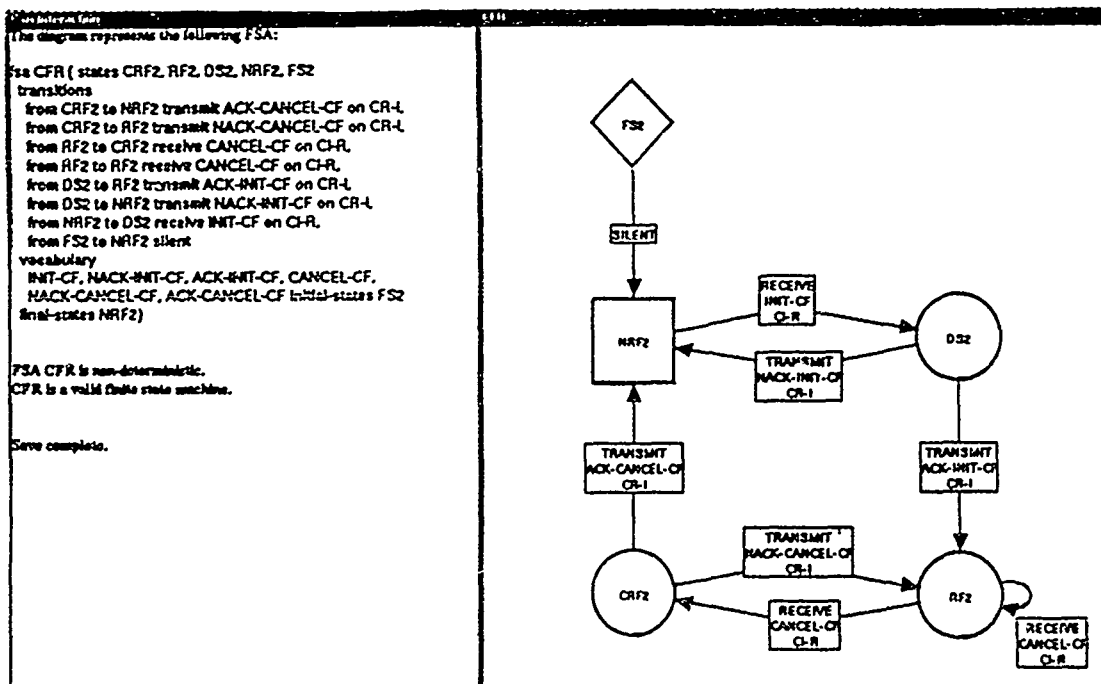 The diagram represents the following FSA:
fsa CFR ( states CRF2, RF2, DS2, NRF2, FS2
transitions
from CRF2 to NRF2 transmit ACK-CANCEL-CF on CR-I,
from CRF2 to RF2 transmit NACK-CANCEL-CF on CR-I,
from RF2 to CRF2 receive CANCEL-CF on CI-R,
from RF2 to RF2 receive CANCEL-CF on CI-R,
from DS2 to RF2 transmit ACK-INIT-CF on CR-I,
from DS2 to NRF2 transmit NACK-INIT-CF on CR-I,
from NRF2 to DS2 receive INIT-CF on CI-R,
from FS2 to NRF2 silent
vocabulary
INIT-CF, NACK-INIT-CF, ACK-INIT-CF, CANCEL-CF,
NACK-CANCEL-CF, ACK-CANCEL-CF initial-states FS2
final-states NRF2)
FSA CFR is non-deterministic.
CFR is a valid finite state machine.
Save complete.
FS2
SILENT
RECEIVE
INIT-CF
CI-R
NRF2
DS2
TRANSMIT
NACK-INIT-CF
CR-I
TRANSMIT
ACK-CANCEL-CF
CR-I
TRANSMIT
ACK-INIT-CF
CR-I
TRANSMIT
NACK-CANCEL-CF
CR-I
CRF2
RF2
RECEIVE
CANCEL-CF
CI-R
RECEIVE
CANCEL-CF
CI-R